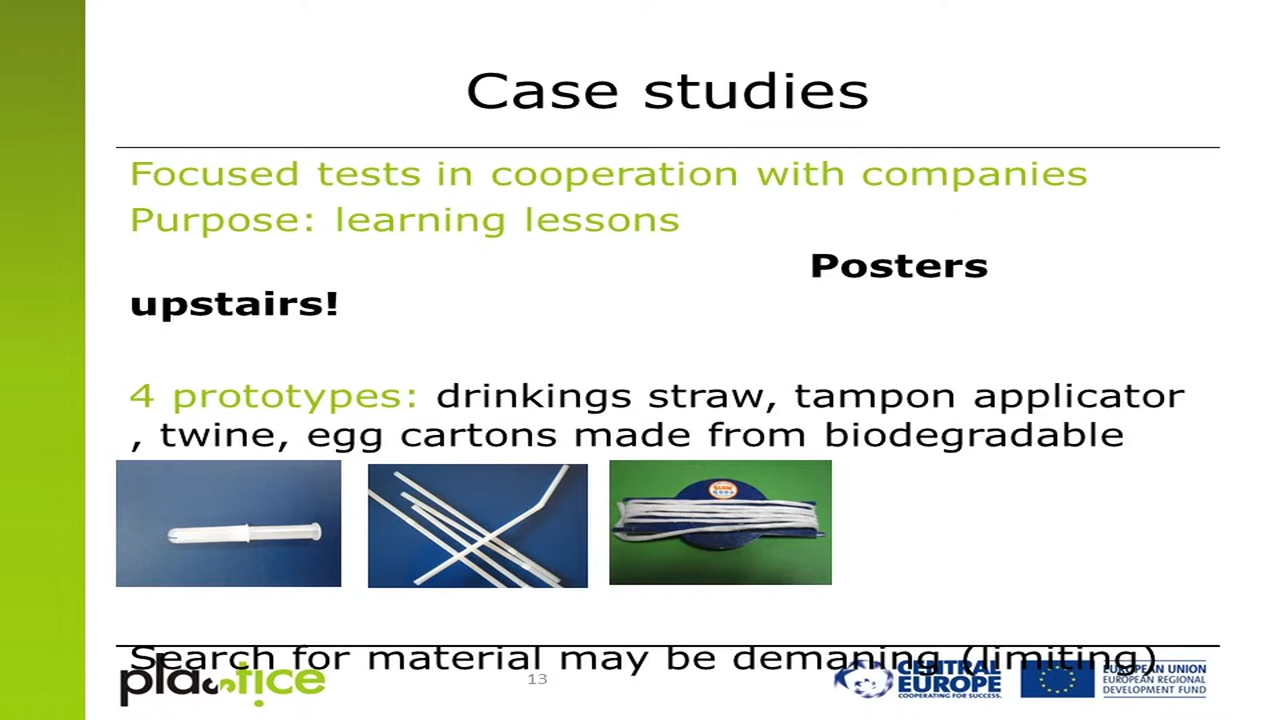 Case studies
Focused tests in cooperation with companies
Purpose: learning lessons
Posters
upstairs!
4 prototypes: drinkings straw, tampon applicator
, twine, egg cartons made from biodegradable
Search for material may be demaning (limiting)
plastice
13
CENTRAL
EUROPE
COOPERATING FOR SUCCESS.
EUROPEAN UNION
EUROPEAN REGIONAL
DEVELOPMENT FUND